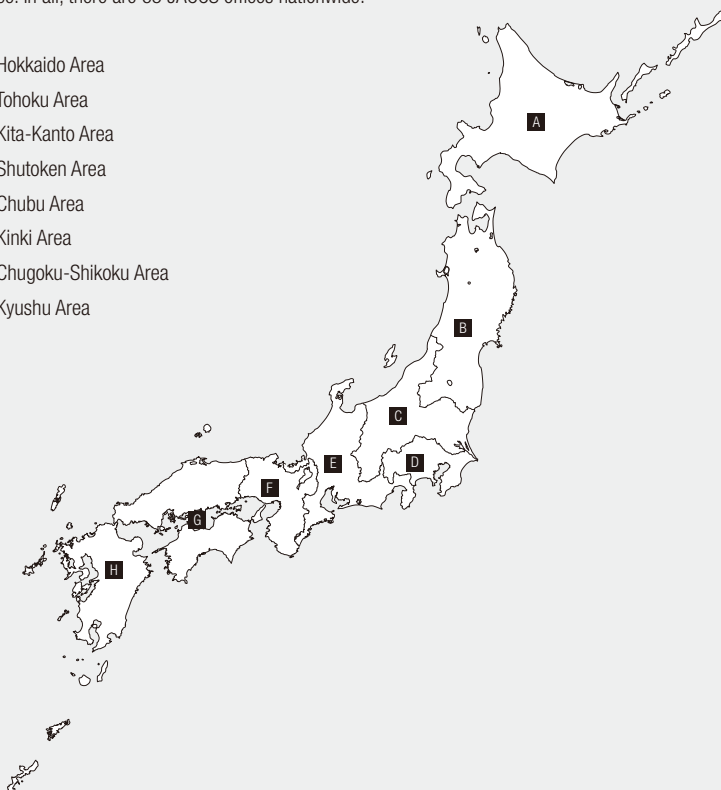 In all, there are JACCS offices nationwide.
Hokkaido Area
Tohoku Area
Kita-Kanto Area
Shutoken Area
Chubu Area
Kinki Area
Chugoku-Shikoku Area
Kyushu Area
A
B
C
D
E
F
G
H